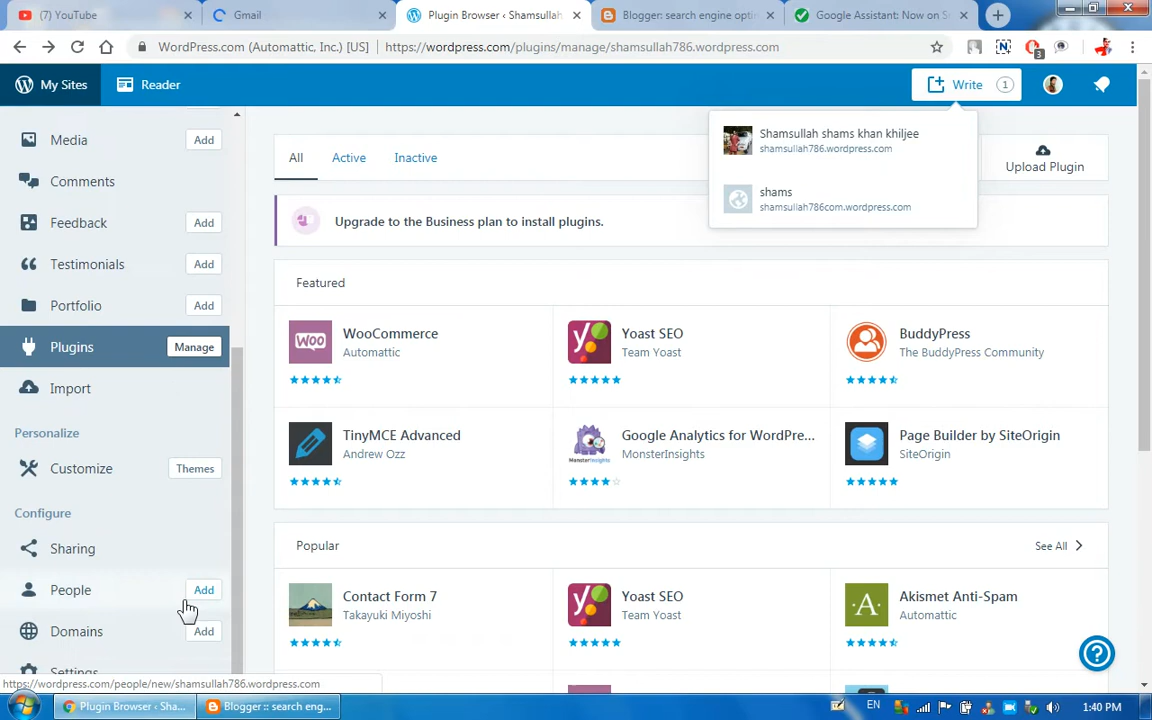 (7) YouTube
Gmail
Plugin Browser ‹ Shamsullah
Blogger: search engine opti
Google Assistant: Now on S
WordPress.com (Automattic, Inc.) [US]
https://wordpress.com/plugins/manage/shamsullah786.wordpress.com
3
My Sites
Reader
Write
1
Shamsullah shams khan khiljee
shamsullah786.wordpress.com
shams
shamsullah786com.wordpress.com
Media
Add
Comments
Feedback
Add
Testimonials
Add
Portfolio
Add
Plugins
Manage
Import
Personalize
Customize
Themes
Configure
Sharing
People
Add
Domains
Add
Settings
All
Active
Inactive
Upload Plugin
Upgrade to the Business plan to install plugins.
Featured
WOO
WooCommerce
Automattic
Yoast SEO
Team Yoast
BuddyPress
The BuddyPress Community
TinyMCE Advanced
Andrew Ozz
MonsterInsights
Google Analytics for WordPre...
MonsterInsights
Page Builder by SiteOrigin
SiteOrigin
Popular
See All
Contact Form 7
Takayuki Miyoshi
Yoast SEO
Team Yoast
Akismet Anti-Spam
Automattic
https://wordpress.com/people/new/shamsullah786.wordpress.com
Plugin Browser ‹ Sha...
Blogger :: search eng...
EN
1:40 PM